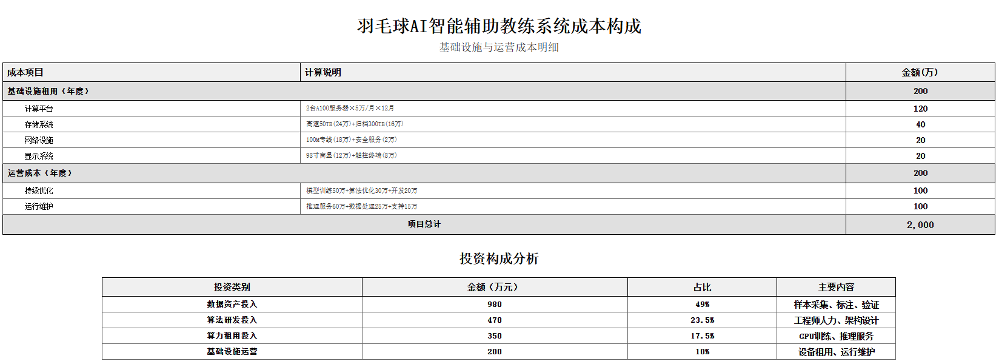 羽毛球AI智能辅助教练系统成本构成
基础设施与运营成本明细
成本项目 计算说明 金额(万)
基础设施租用（年度） 200
计算平台 2台A100服务器×5万/月×12月 120
存储系统 高速50TB(24万)+归档300TB(16万) 40
网络设施 100M专线(18万)+安全服务(2万) 20
显示系统 98寸商显(12万)+触控终端(8万) 20
运营成本（年度） 200
持续优化 模型训练50万+算法优化30万+开发20万 100
运行维护 推理服务60万+数据处理25万+支持15万 100
项目总计 2,000
投资构成分析
投资类别 金额（万元） 占比 主要内容
数据资产投入 980 49% 样本采集、标注、验证
算法研发投入 470 23.5% 工程师人力、架构设计
算力租用投入 350 17.5% GPU训练、推理服务
基础设施运营 200 10% 设备租用、运行维护